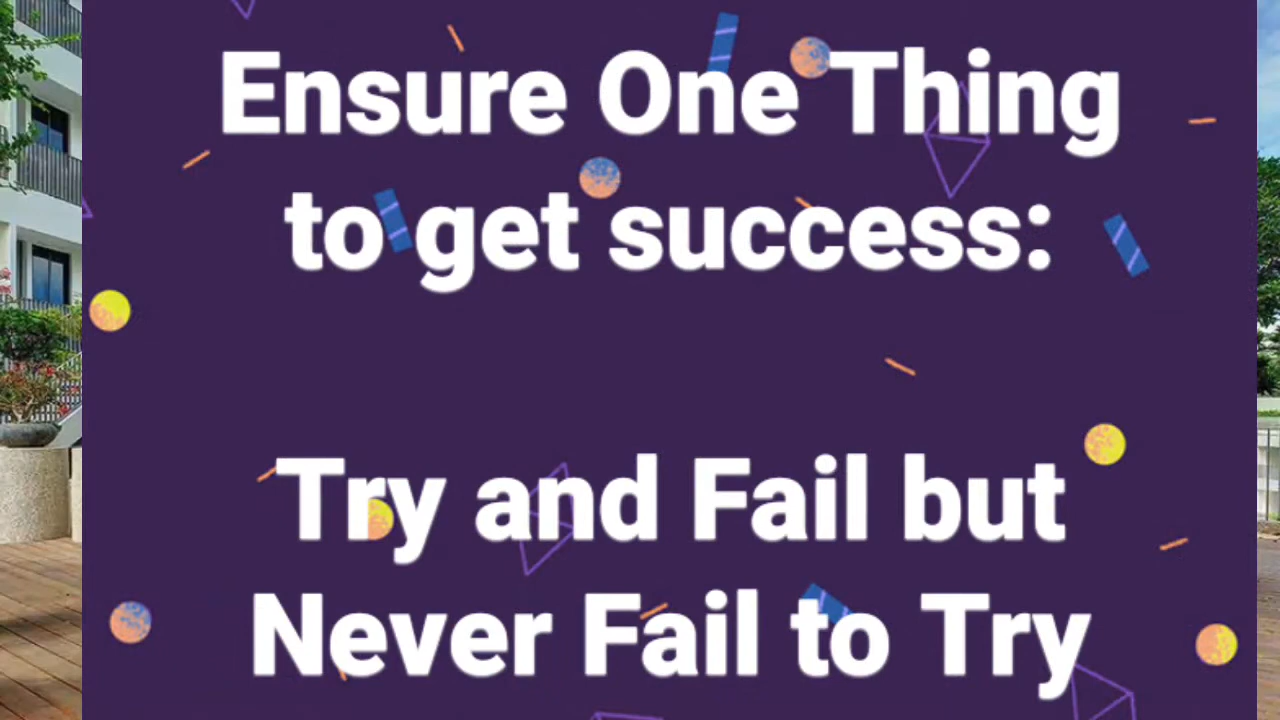 Ensure One Thing
to get success:
Try and Fail but
Never Fail to Try